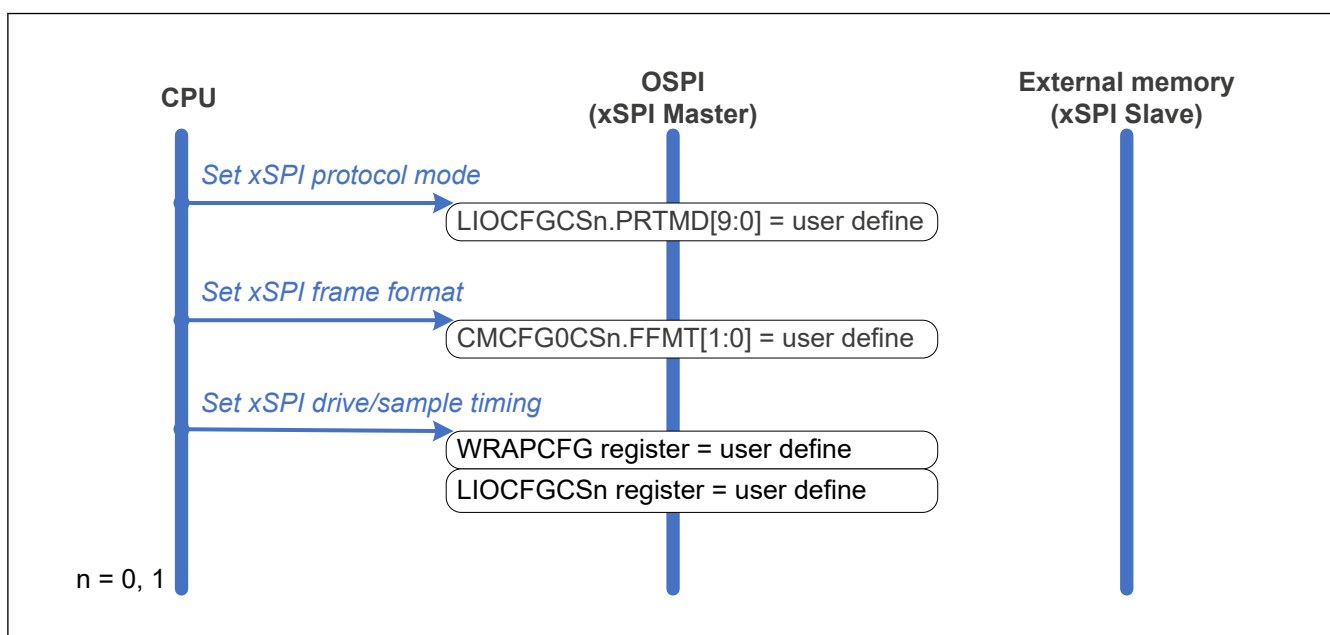 CPU
OSPI
(xSPI Master)
External memory
(xSPI Slave)
Set xSPI protocol mode
LIOCFGCSn.PRTMD[9:0] = user define
Set xSPI frame format
CMCFG0CSn.FFMT[1:0] = user define
Set xSPI drive/sample timing
WRAPCFG register = user define
LIOCFGCSn register = user define
n = 0, 1